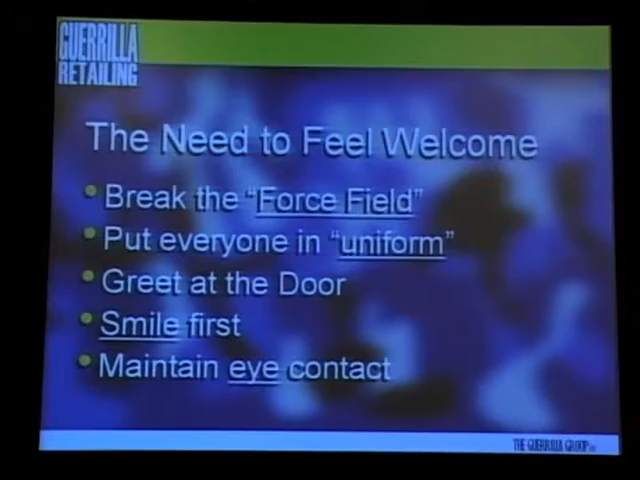 GUERRILLA
RETAILING
The Need to Feel Welcome
Break the “Force Field”
Put everyone in “uniform”
Greet at the Door
Smile first
Maintain eye contact
THE GUERRILLA GROUP inc